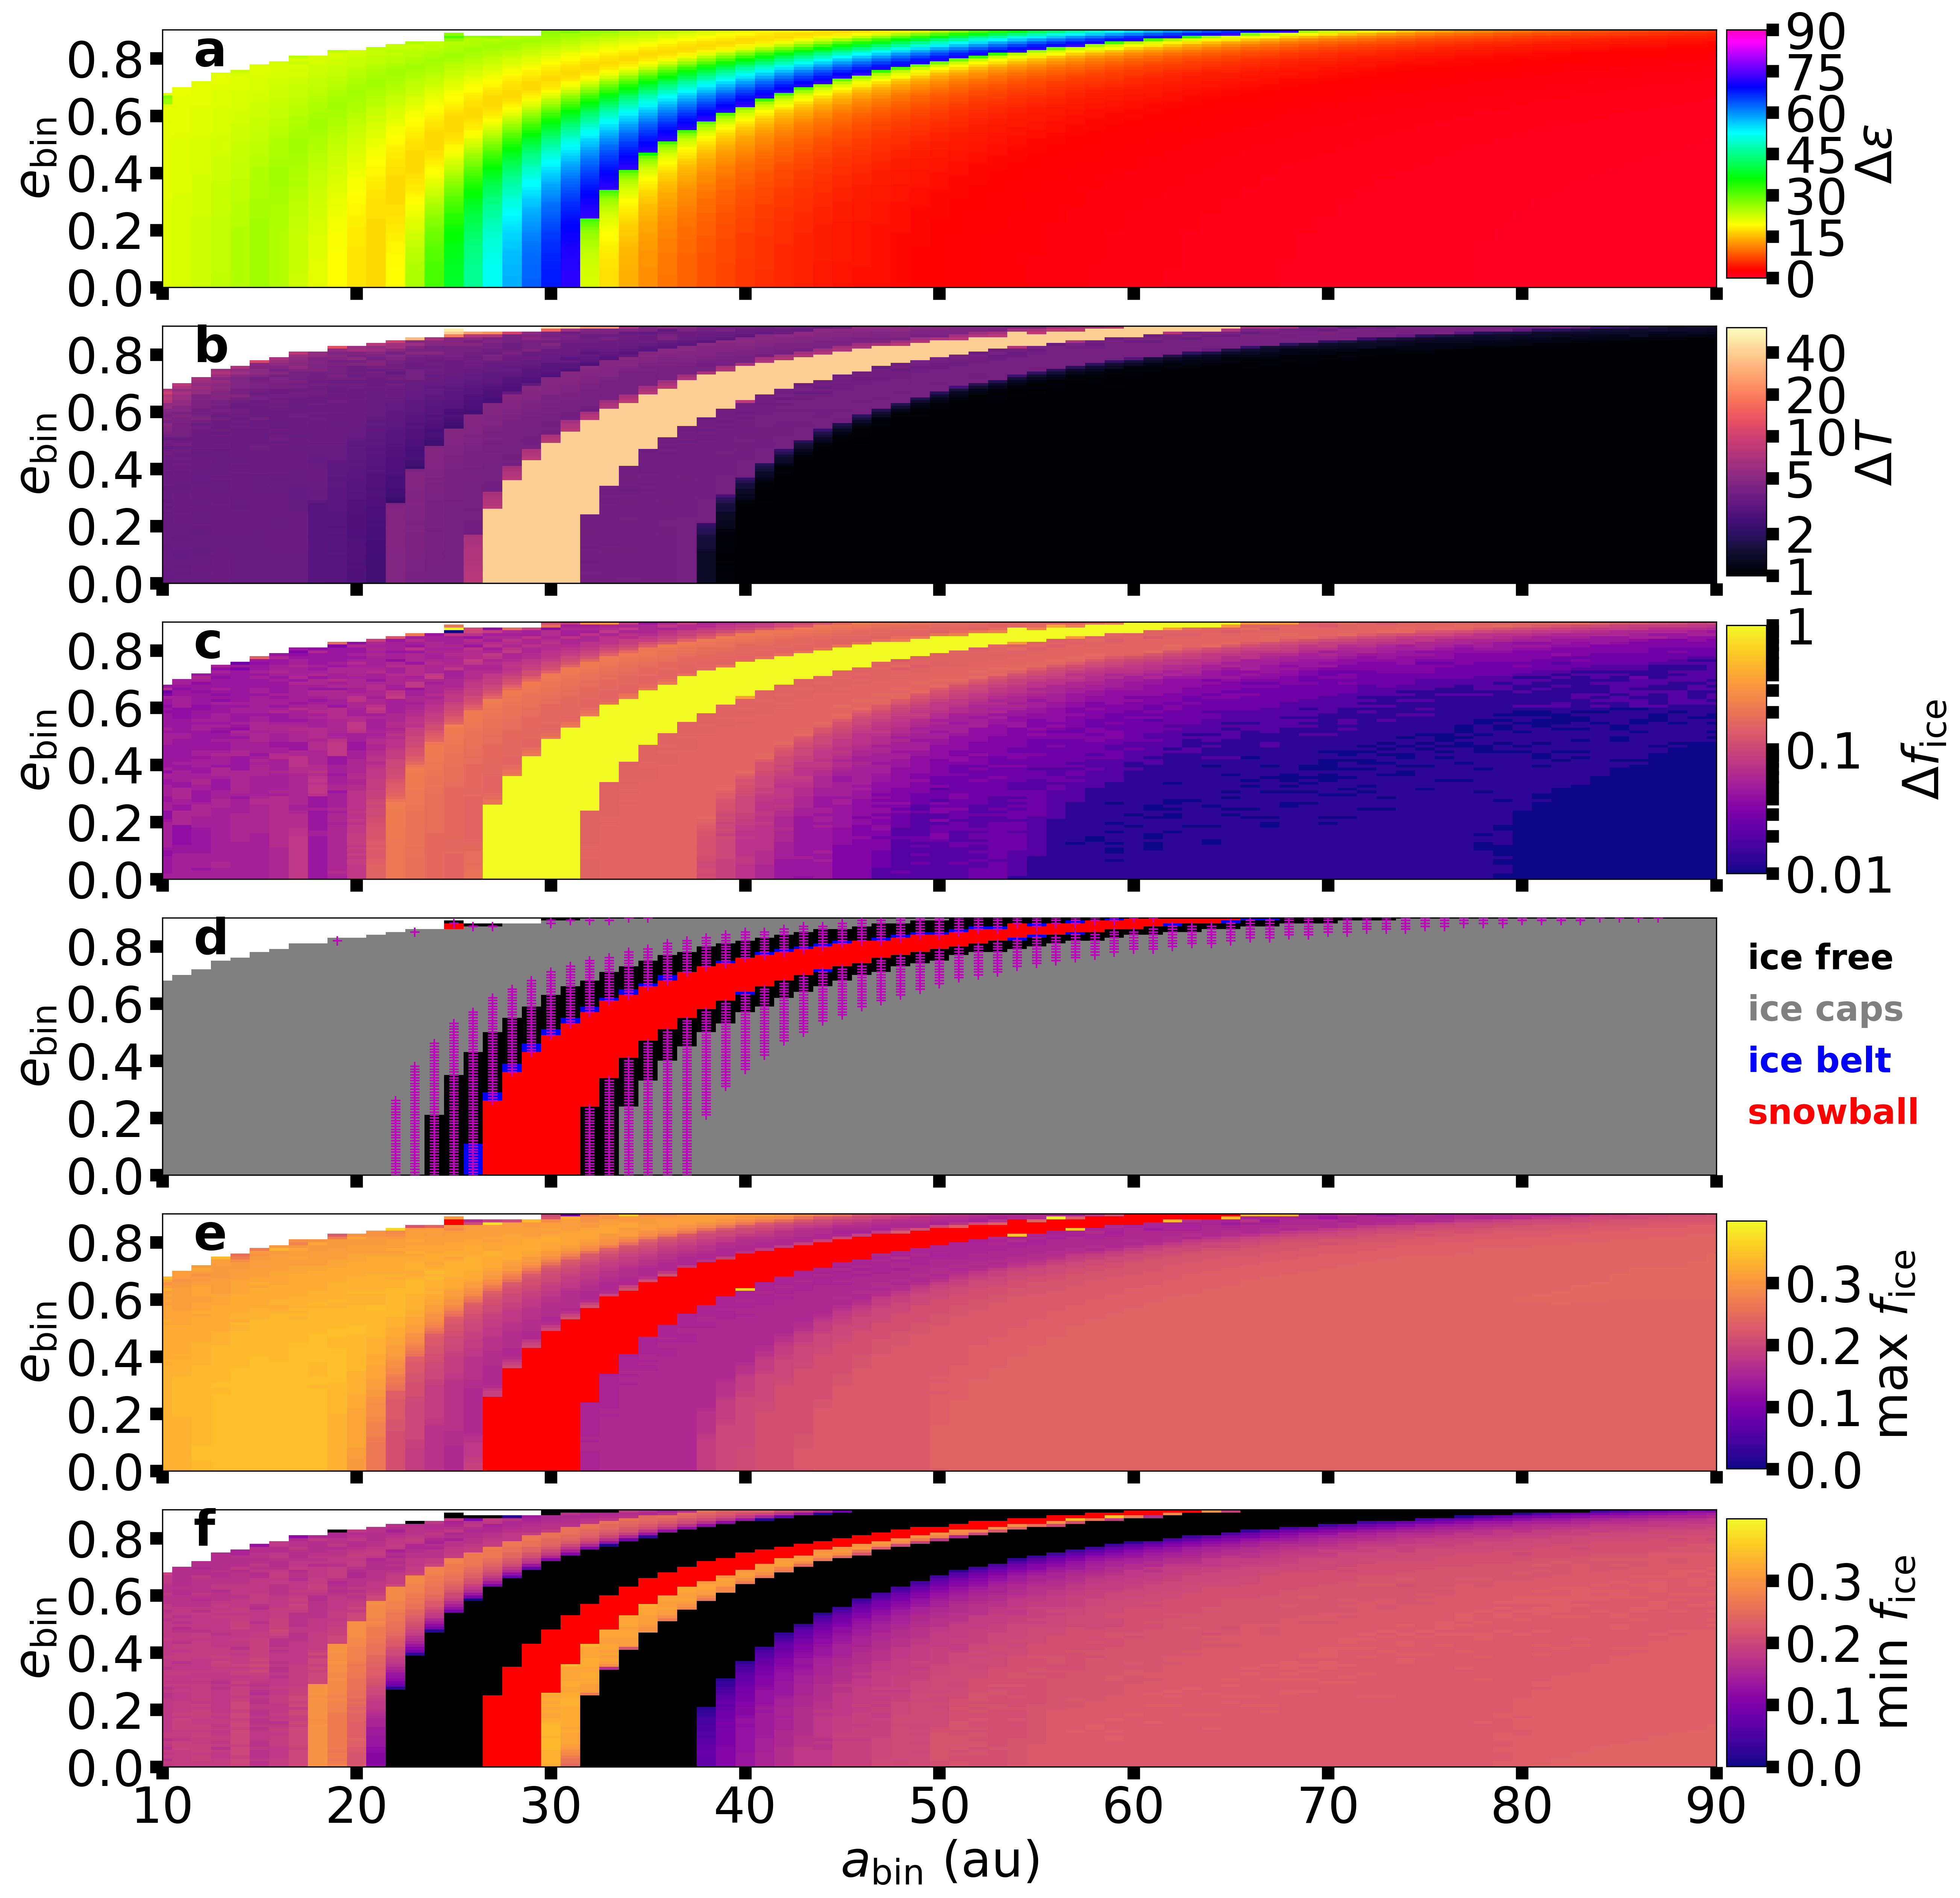 a
0.8
0.6
0.4
0.2
0.0
e_bin
90
75
60
45
30
15
0
Δε
b
0.8
0.6
0.4
0.2
0.0
e_bin
40
20
10
5
2
1
ΔT
c
0.8
0.6
0.4
0.2
0.0
e_bin
1
0.1
0.01
Δf_ice
d
0.8
0.6
0.4
0.2
0.0
e_bin
ice free
ice caps
ice belt
snowball
e
0.8
0.6
0.4
0.2
0.0
e_bin
0.3
0.2
0.1
0.0
max f_ice
f
0.8
0.6
0.4
0.2
0.0
e_bin
0.3
0.2
0.1
0.0
min f_ice
10 20 30 40 50 60 70 80 90
a_bin (au)